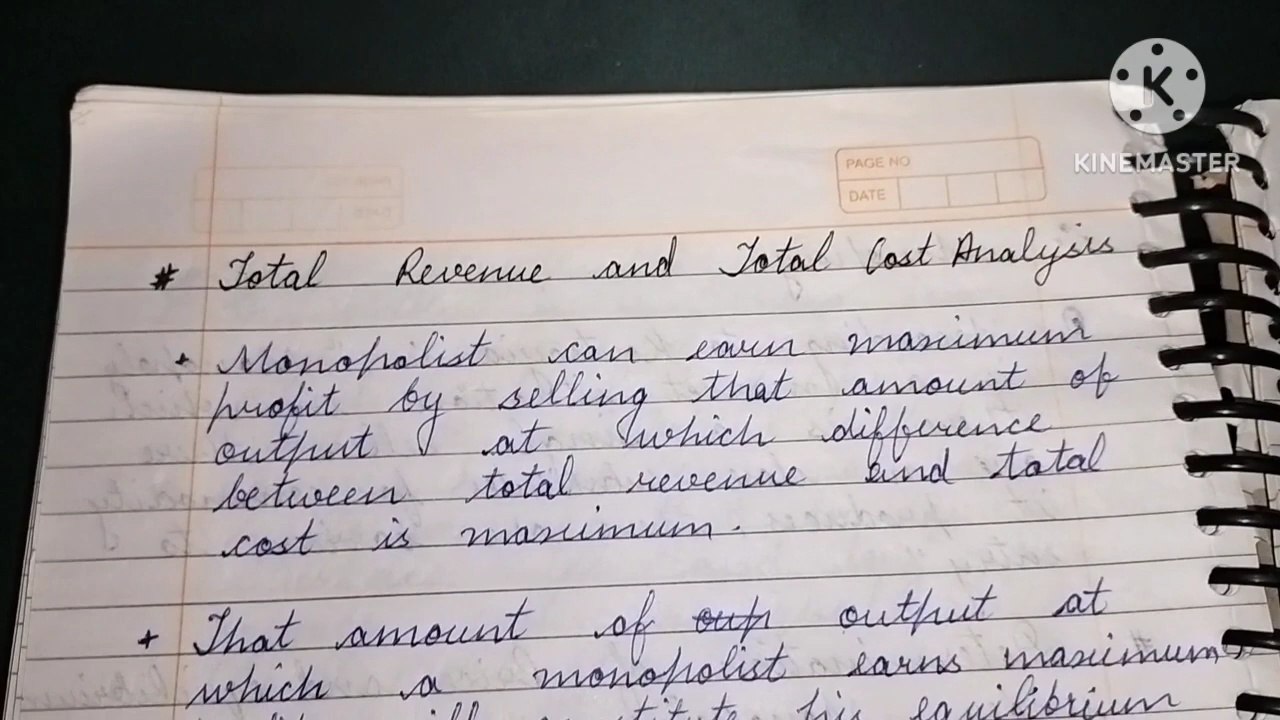 KINEMASTER
PAGE NO
DATE
* Total Revenue and Total Cost Analysis
+ Monopolist can earn maximum
profit by selling that amount of
output at which difference
between total revenue and total
cost is maximum.
+ That amount of output at
which a monopolist earns maximum
his equilibrium